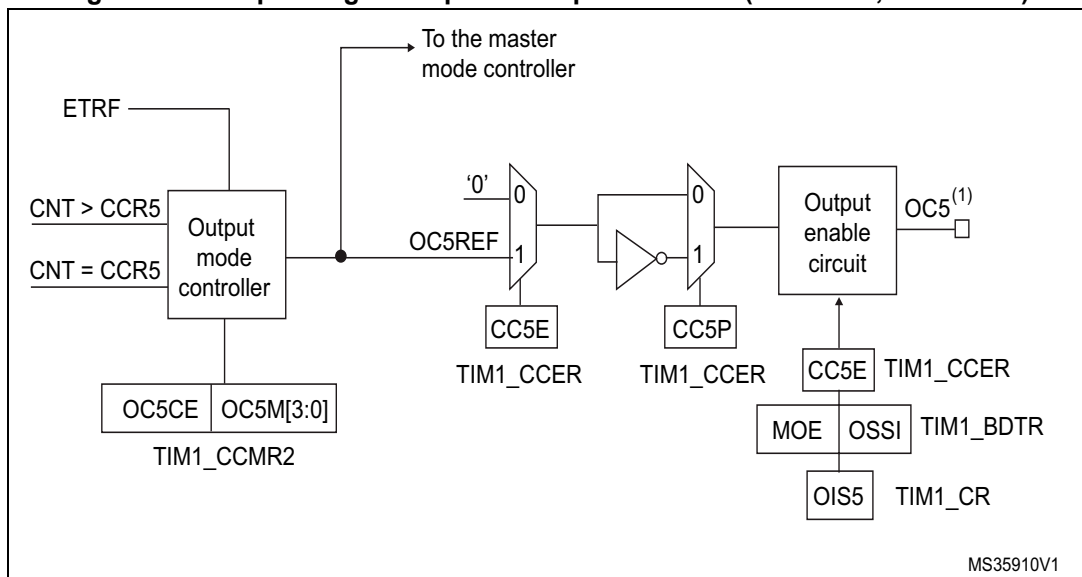 To the master
mode controller
ETRF
CNT > CCR5
CNT = CCR5
Output
mode
controller
OC5CE
OC5M[3:0]
TIM1_CCMR2
'0'
OC5REF
0
1
CC5E
TIM1_CCER
0
1
CC5P
TIM1_CCER
Output
enable
circuit
OC5(1)
CC5E
TIM1_CCER
MOE
OSSI
TIM1_BDTR
OIS5
TIM1_CR
MS35910V1